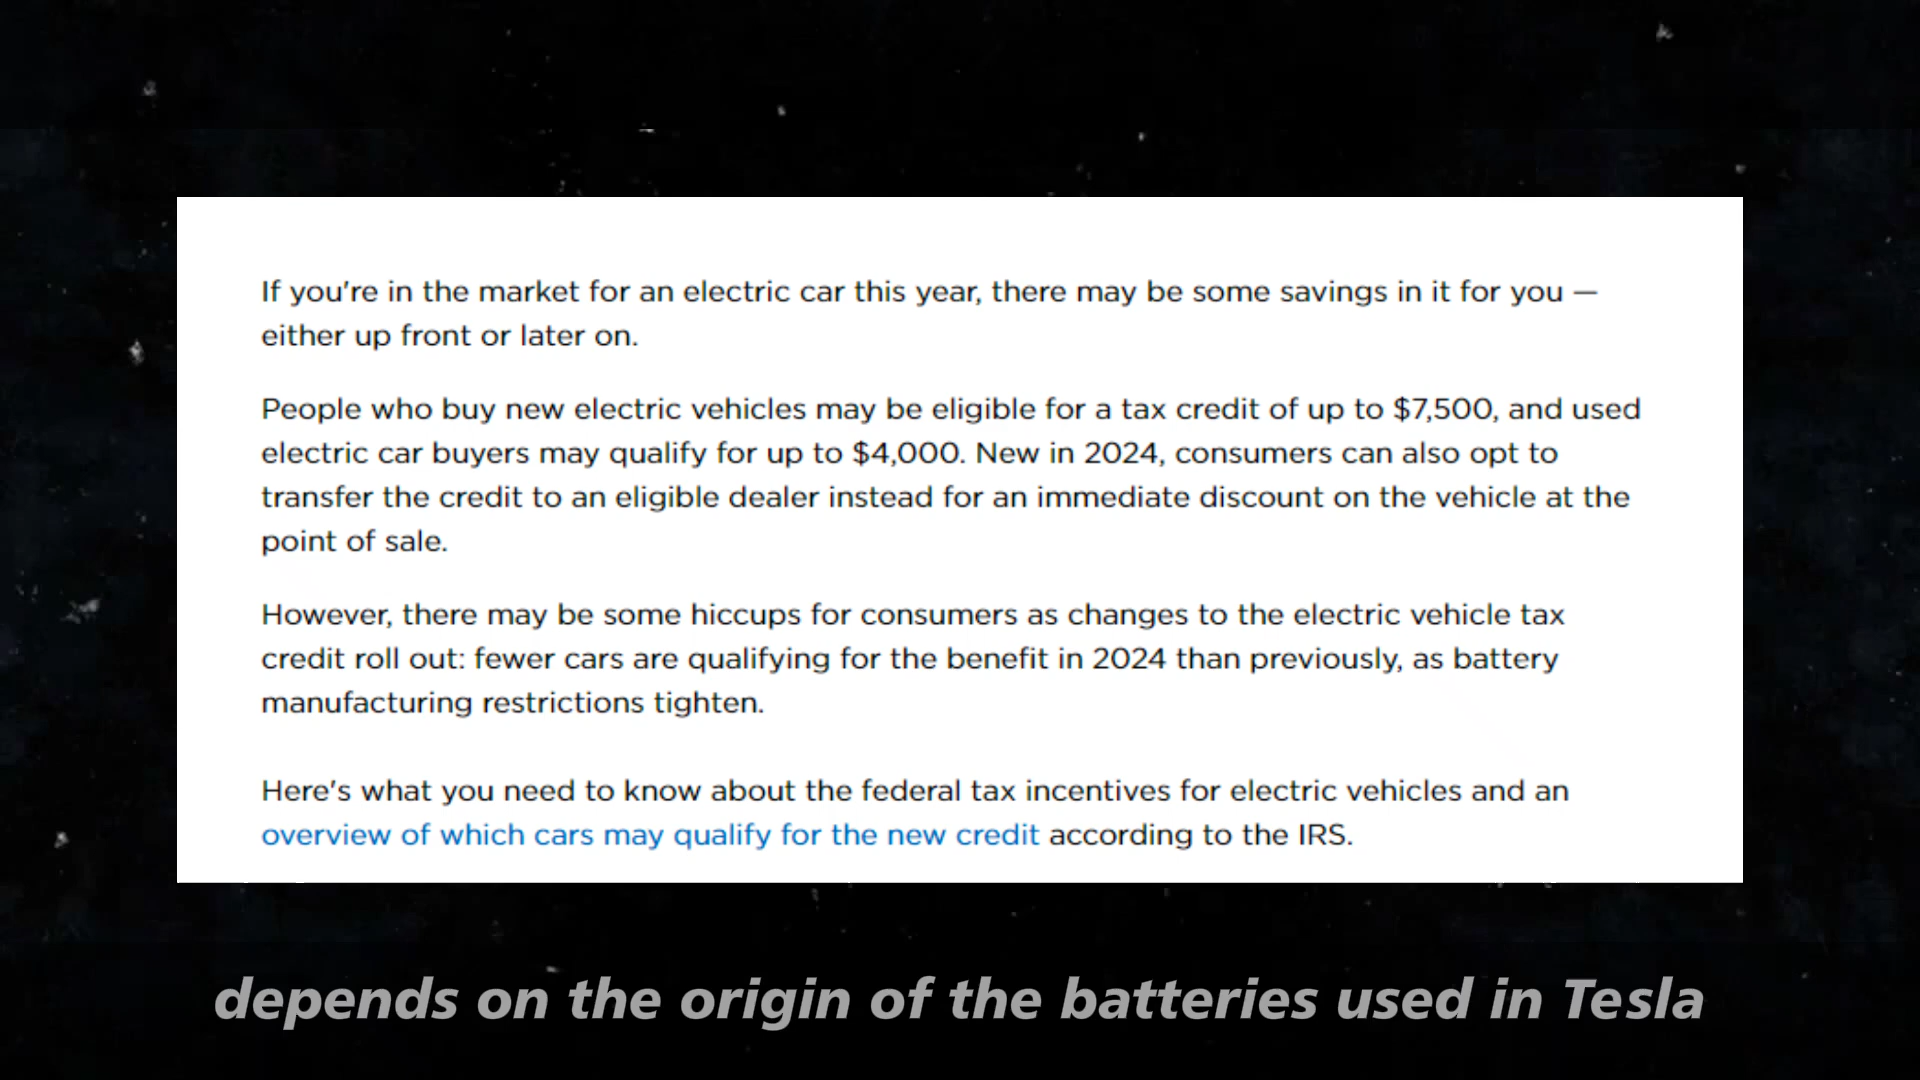 If you're in the market for an electric car this year, there may be some savings in it for you —
either up front or later on.
People who buy new electric vehicles may be eligible for a tax credit of up to $7,500, and used
electric car buyers may qualify for up to $4,000. New in 2024, consumers can also opt to
transfer the credit to an eligible dealer instead for an immediate discount on the vehicle at the
point of sale.
However, there may be some hiccups for consumers as changes to the electric vehicle tax
credit roll out: fewer cars are qualifying for the benefit in 2024 than previously, as battery
manufacturing restrictions tighten.
Here's what you need to know about the federal tax incentives for electric vehicles and an
overview of which cars may qualify for the new credit according to the IRS.
depends on the origin of the batteries used in Tesla